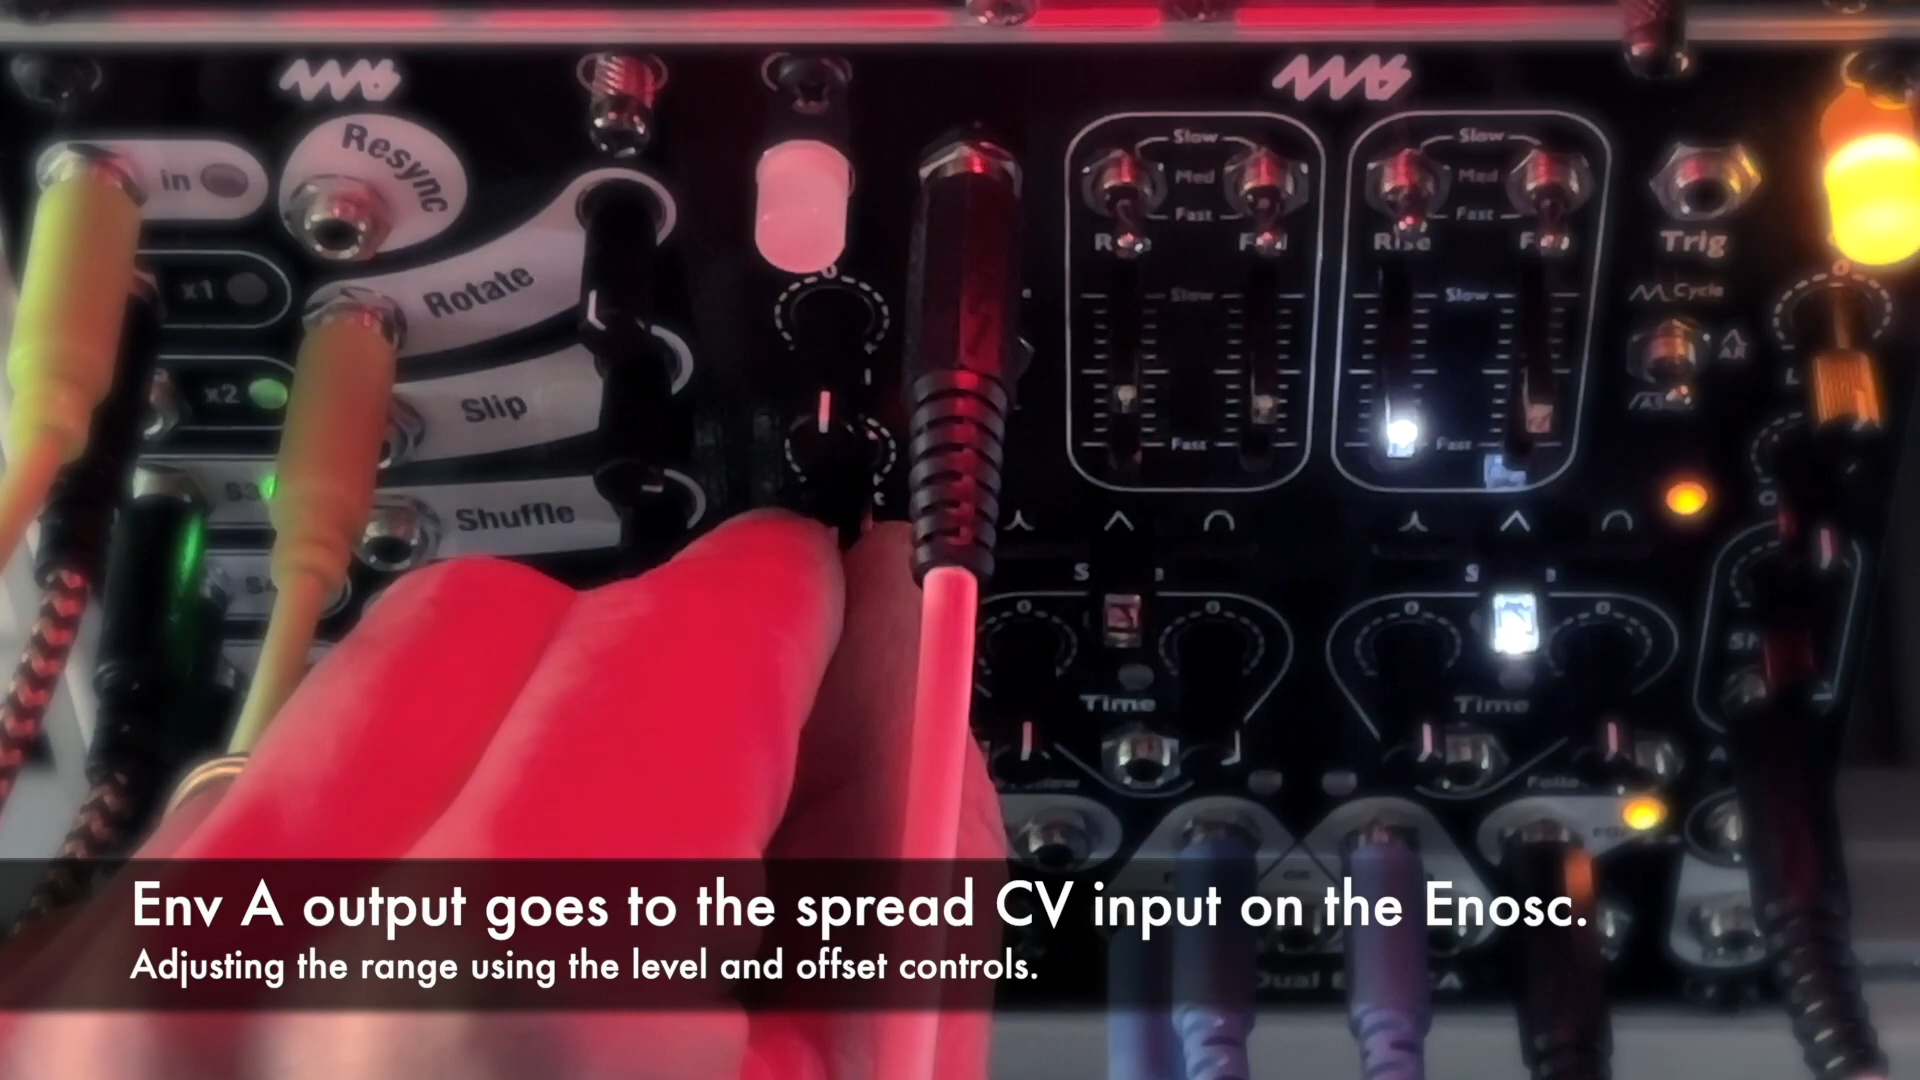 in
Resync
x1
Rotate
x2
Slip
Shuffle
Slow
Slow
Med
Med
Fast
Fast
Rise
Trig
Cycle
Slow
Slow
Fast
Fast
Time
Time
Env A output goes to the spread CV input on the Enosc.
Adjusting the range using the level and offset controls.